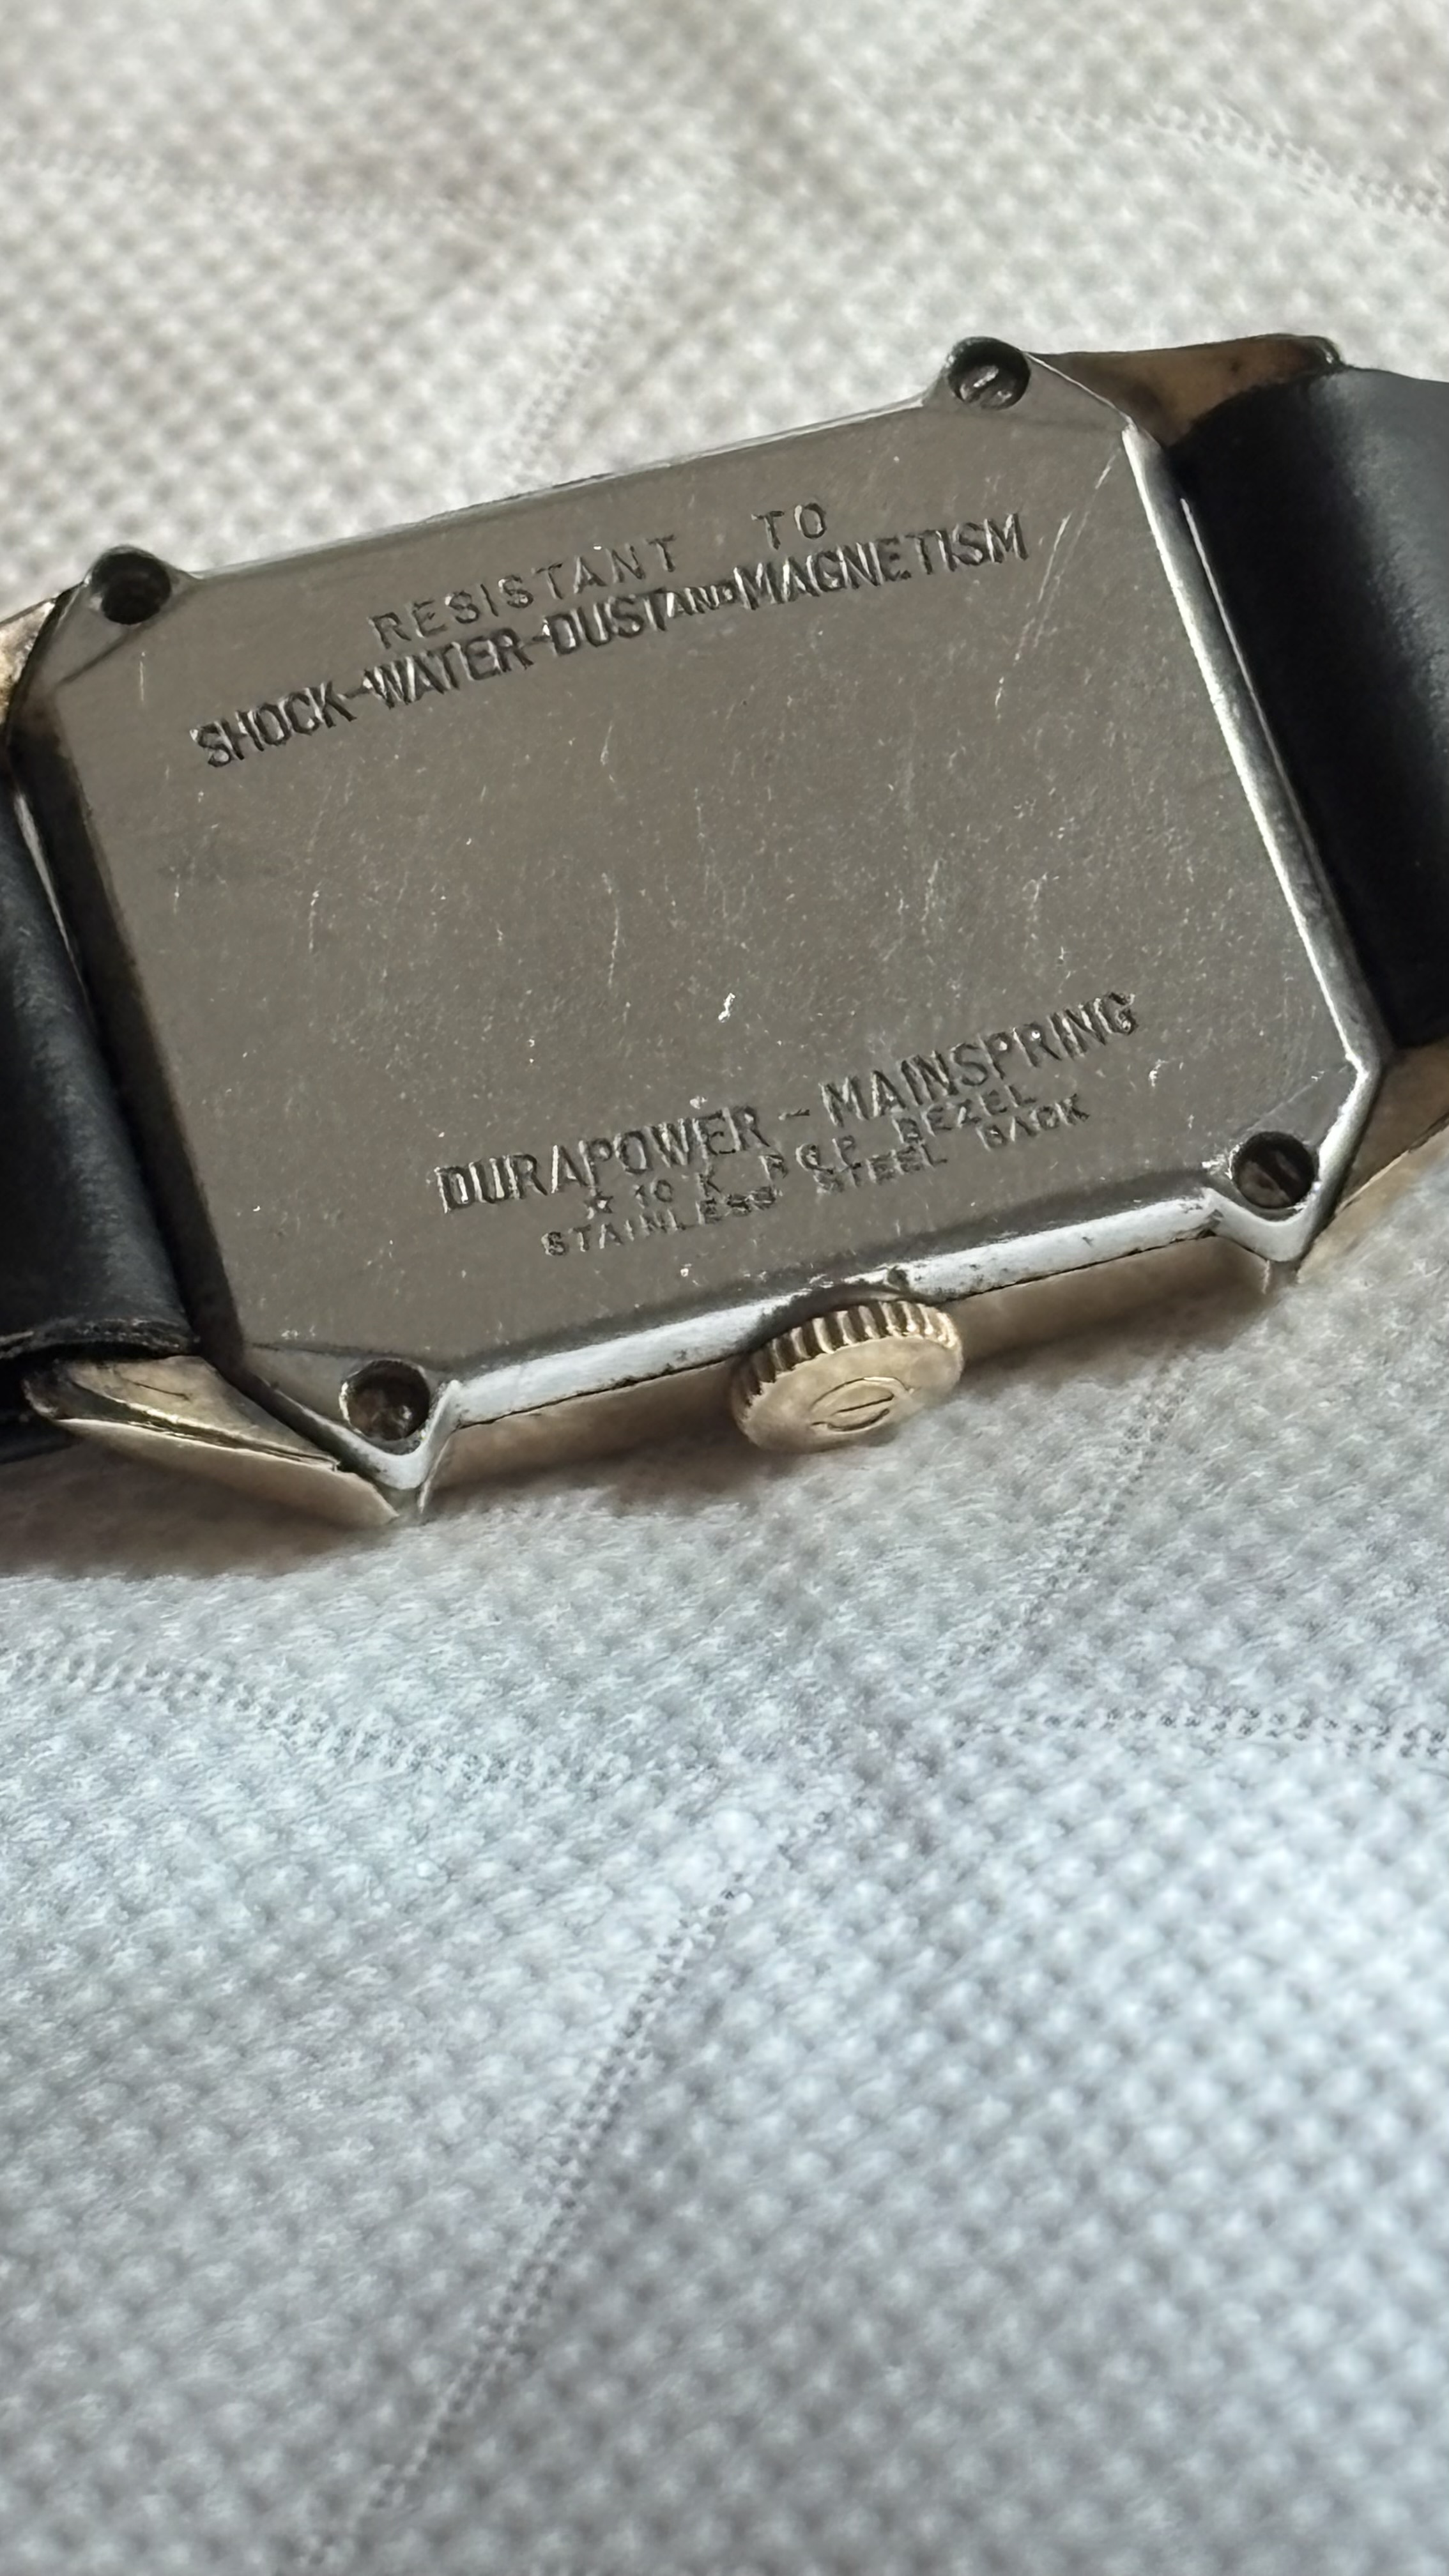 RESISTANT TO
SHOCK-WATER-DUST AND MAGNETISM
DURAPOWER - MAINSPRING
☆ 10 K R G P BEZEL
STAINLESS STEEL BACK